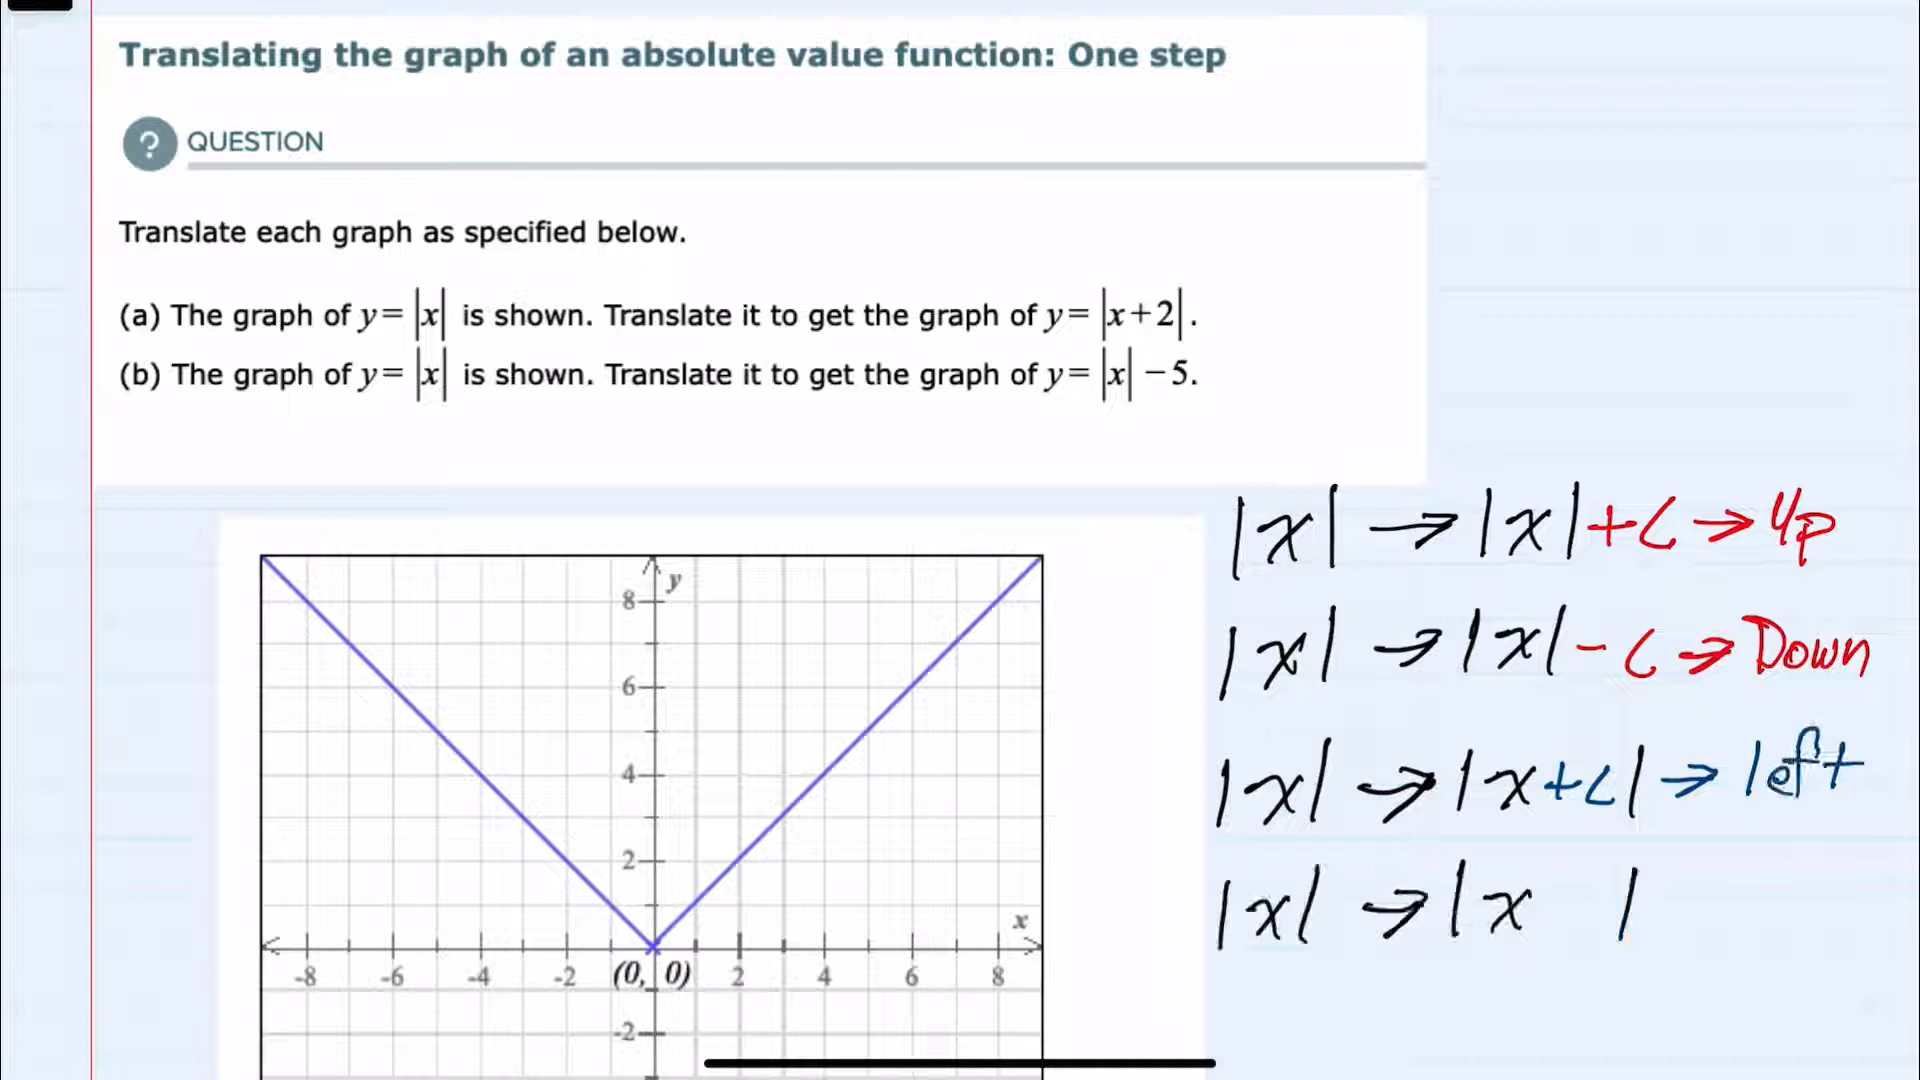 Translating the graph of an absolute value function: One step
? QUESTION
Translate each graph as specified below.
(a) The graph of y= |x| is shown. Translate it to get the graph of y= |x+2|.
(b) The graph of y= |x| is shown. Translate it to get the graph of y= |x| −5.
|x| → |x|+C → Up
|x| → |x|- C → Down
|x| → |x+C| → left
|x| → |x |
y
8
6
4
2
x
-8 -6 -4 -2 (0, 0) 2 4 6 8
-2